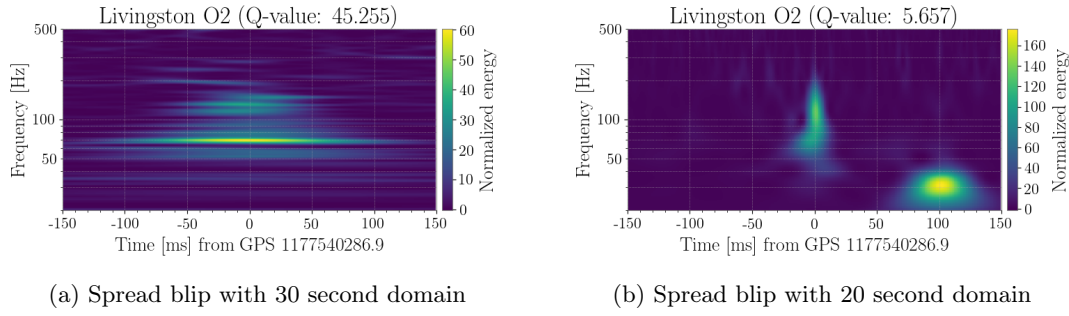 Livingston O2 (Q-value: 45.255)
500
100
50
Frequency [Hz]
-150 -100 -50 0 50 100 150
Time [ms] from GPS 1177540286.9
60
50
40
30
20
10
0
Normalized energy
(a) Spread blip with 30 second domain
Livingston O2 (Q-value: 5.657)
500
100
50
Frequency [Hz]
-150 -100 -50 0 50 100 150
Time [ms] from GPS 1177540286.9
160
140
120
100
80
60
40
20
0
Normalized energy
(b) Spread blip with 20 second domain